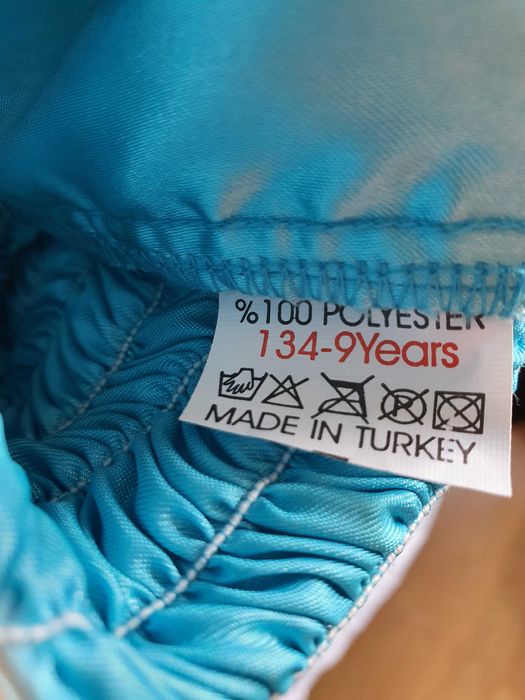 %100 POLYESTER
134-9Years
P
MADE IN TURKEY